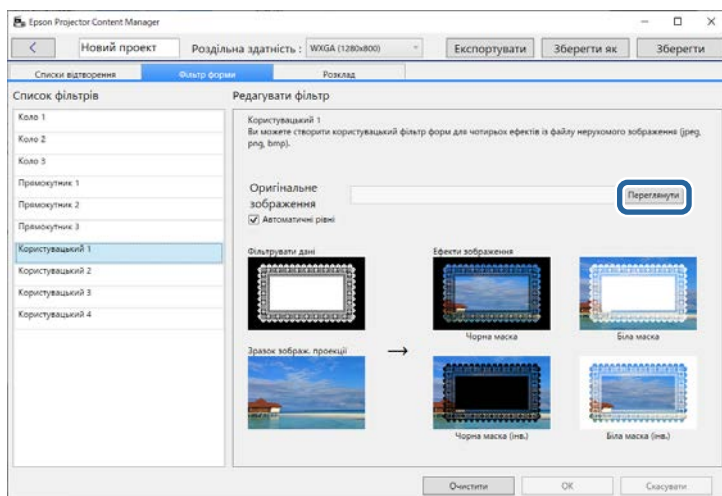 Epson Projector Content Manager
Новий проект Роздільна здатність : WXGA (1280x800) Експортувати Зберегти як Зберегти
Списки відтворення Фільтр форми Розклад
Список фільтрів Редагувати фільтр
Коло 1
Коло 2
Коло 3
Прямокутник 1
Прямокутник 2
Прямокутник 3
Користувацький 1
Користувацький 2
Користувацький 3
Користувацький 4
Користувацький 1
Ви можете створити користувацький фільтр форм для чотирьох ефектів із файлу нерухомого зображення (jpeg,
png, bmp).
Оригінальне
зображення
Переглянути
Автоматичні рівні
Фільтрувати дані Ефекти зображення
Чорна маска Біла маска
Зразок зображ. проекції
Чорна маска (інв.) Біла маска (інв.)
Очистити OK Скасувати